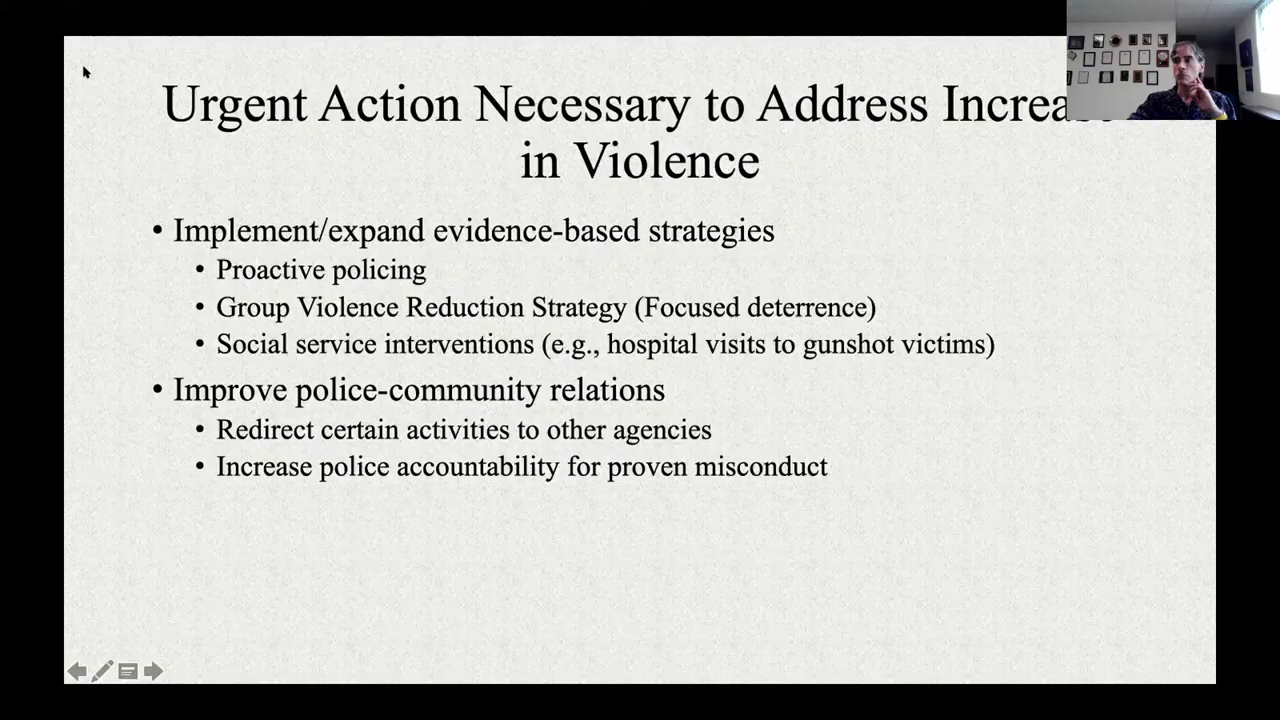 Urgent Action Necessary to Address
in Violence
• Implement/expand evidence-based strategies
• Proactive policing
• Group Violence Reduction Strategy (Focused deterrence)
• Social service interventions (e.g., hospital visits to gunshot victims)
• Improve police-community relations
• Redirect certain activities to other agencies
• Increase police accountability for proven misconduct